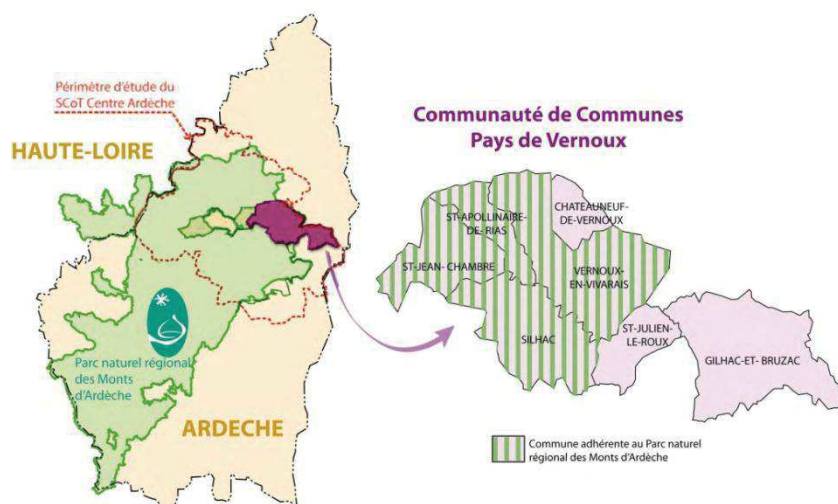 Périmètre d'étude du
SCoT Centre Ardèche
HAUTE-LOIRE
Parc naturel régional
des Monts
d'Ardèche
ARDECHE
Communauté de Communes
Pays de Vernoux
CHATEAUNEUF-
DE-VERNOUX
ST-APOLLINAIRE-
DE- RIAS
ST-JEAN- CHAMBRE
VERNOUX-
EN-VIVARAIS
SILHAC
ST-JULIEN-
LE-ROUX
GILHAC-ET- BRUZAC
Commune adhérente au Parc naturel
régional des Monts d'Ardèche